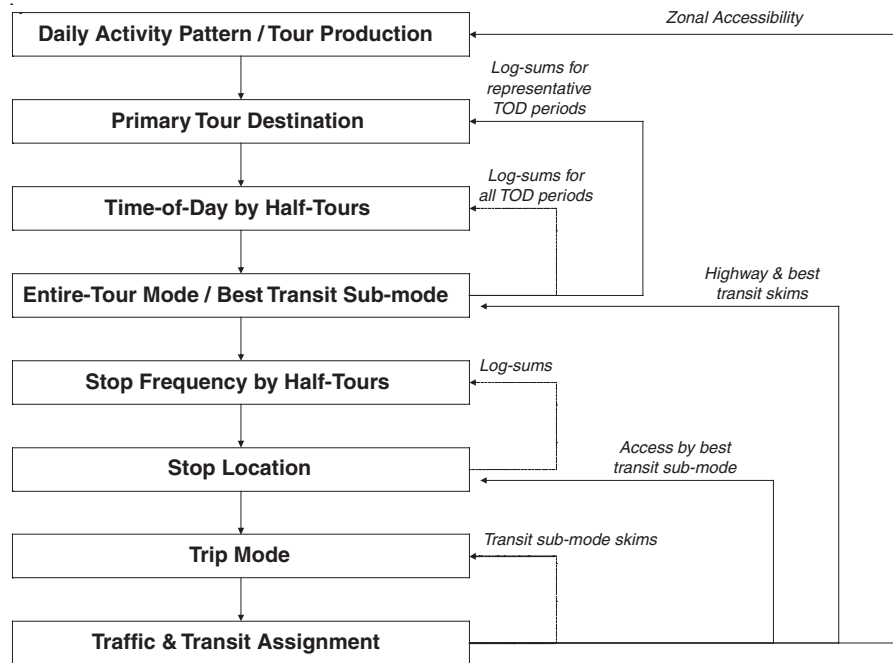 Daily Activity Pattern / Tour Production
Zonal Accessibility
Log-sums for
representative
TOD periods
Primary Tour Destination
Log-sums for
all TOD periods
Time-of-Day by Half-Tours
Highway & best
transit skims
Entire-Tour Mode / Best Transit Sub-mode
Log-sums
Stop Frequency by Half-Tours
Access by best
transit sub-mode
Stop Location
Transit sub-mode skims
Trip Mode
Traffic & Transit Assignment